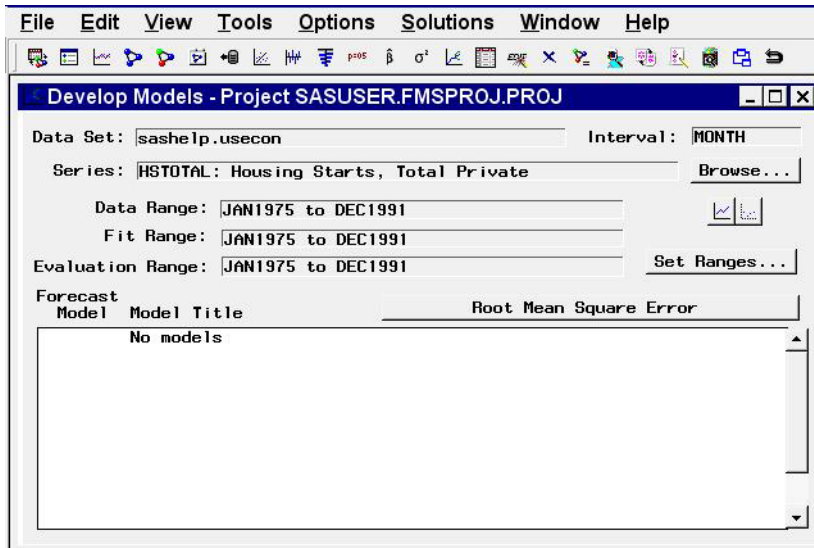 File Edit View Tools Options Solutions Window Help
p=05 β̂ σ²
Develop Models - Project SASUSER.FMSPROJ.PROJ
Data Set: sashelp.usecon Interval: MONTH
Series: HSTOTAL: Housing Starts, Total Private Browse...
Data Range: JAN1975 to DEC1991
Fit Range: JAN1975 to DEC1991
Evaluation Range: JAN1975 to DEC1991 Set Ranges...
Forecast
Model Model Title Root Mean Square Error
No models